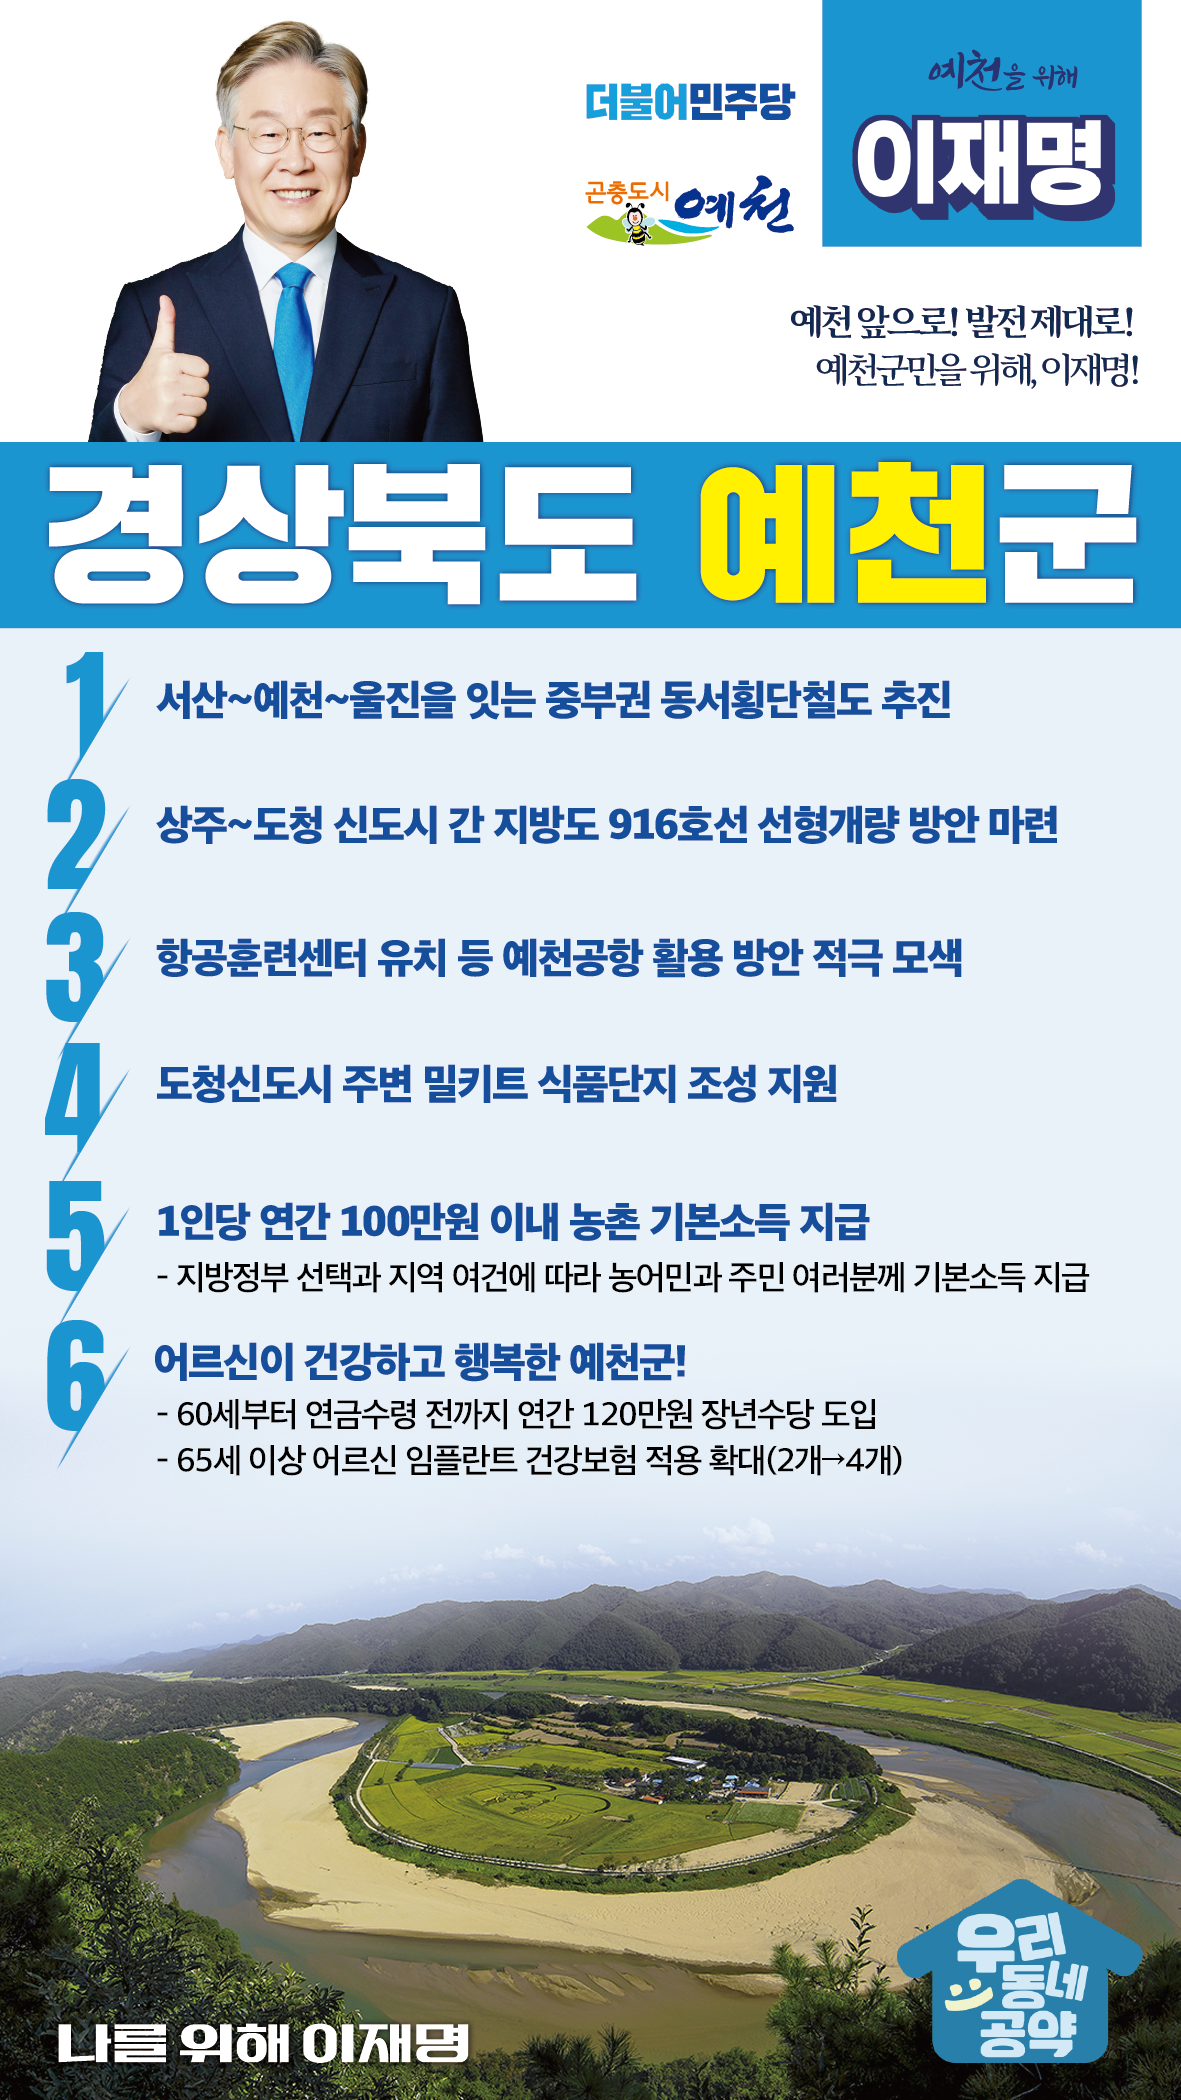 더불어민주당
곤충도시 예천
예천을 위해
이재명
예천 앞으로! 발전 제대로!
예천군민을 위해, 이재명!
경상북도 예천군
1 서산~예천~울진을 잇는 중부권 동서횡단철도 추진
2 상주~도청 신도시 간 지방도 916호선 선형개량 방안 마련
3 항공훈련센터 유치 등 예천공항 활용 방안 적극 모색
4 도청신도시 주변 밀키트 식품단지 조성 지원
5 1인당 연간 100만원 이내 농촌 기본소득 지급
- 지방정부 선택과 지역 여건에 따라 농어민과 주민 여러분께 기본소득 지급
6 어르신이 건강하고 행복한 예천군!
- 60세부터 연금수령 전까지 연간 120만원 장년수당 도입
- 65세 이상 어르신 임플란트 건강보험 적용 확대(2개→4개)
우리
동네
공약
나를 위해 이재명